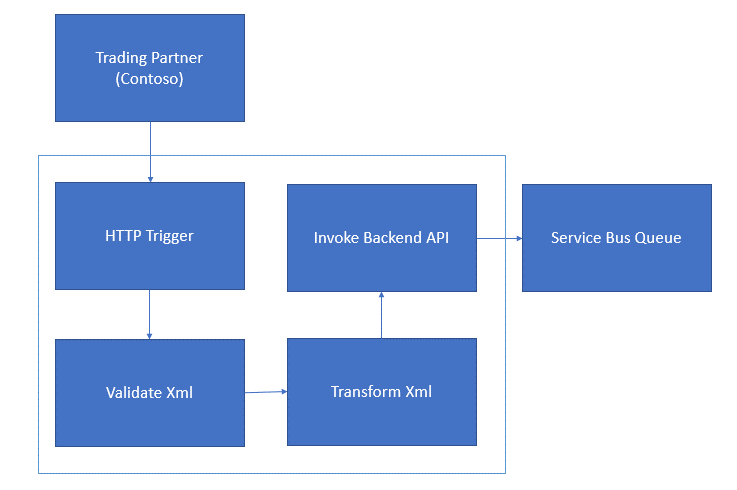 Trading Partner
(Contoso)
HTTP Trigger
Invoke Backend API
Service Bus Queue
Validate Xml
Transform Xml